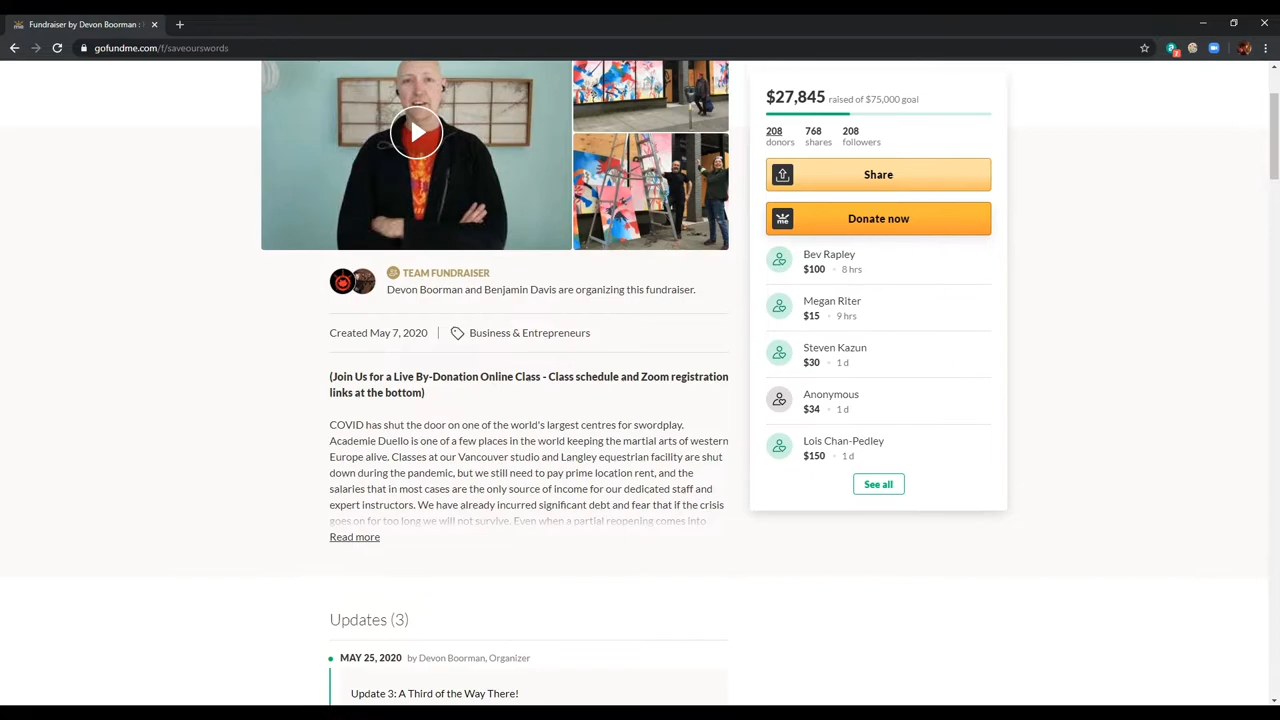 Fundraiser by Devon Boorman :
gofundme.com/f/saveourswords
$27,845 raised of $75,000 goal
208 768 208
donors shares followers
Share
me Donate now
Bev Rapley
$100 • 8 hrs
Megan Riter
$15 • 9 hrs
Steven Kazun
$30 • 1 d
Anonymous
$34 • 1 d
Lois Chan-Pedley
$150 • 1 d
See all
TEAM FUNDRAISER
Devon Boorman and Benjamin Davis are organizing this fundraiser.
Created May 7, 2020 | Business & Entrepreneurs
(Join Us for a Live By-Donation Online Class - Class schedule and Zoom registration
links at the bottom)
COVID has shut the door on one of the world's largest centres for swordplay.
Academie Duello is one of a few places in the world keeping the martial arts of western
Europe alive. Classes at our Vancouver studio and Langley equestrian facility are shut
down during the pandemic, but we still need to pay prime location rent, and the
salaries that in most cases are the only source of income for our dedicated staff and
expert instructors. We have already incurred significant debt and fear that if the crisis
goes on for too long we will not survive. Even when a partial reopening comes into
Read more
Updates (3)
MAY 25, 2020 by Devon Boorman, Organizer
Update 3: A Third of the Way There!